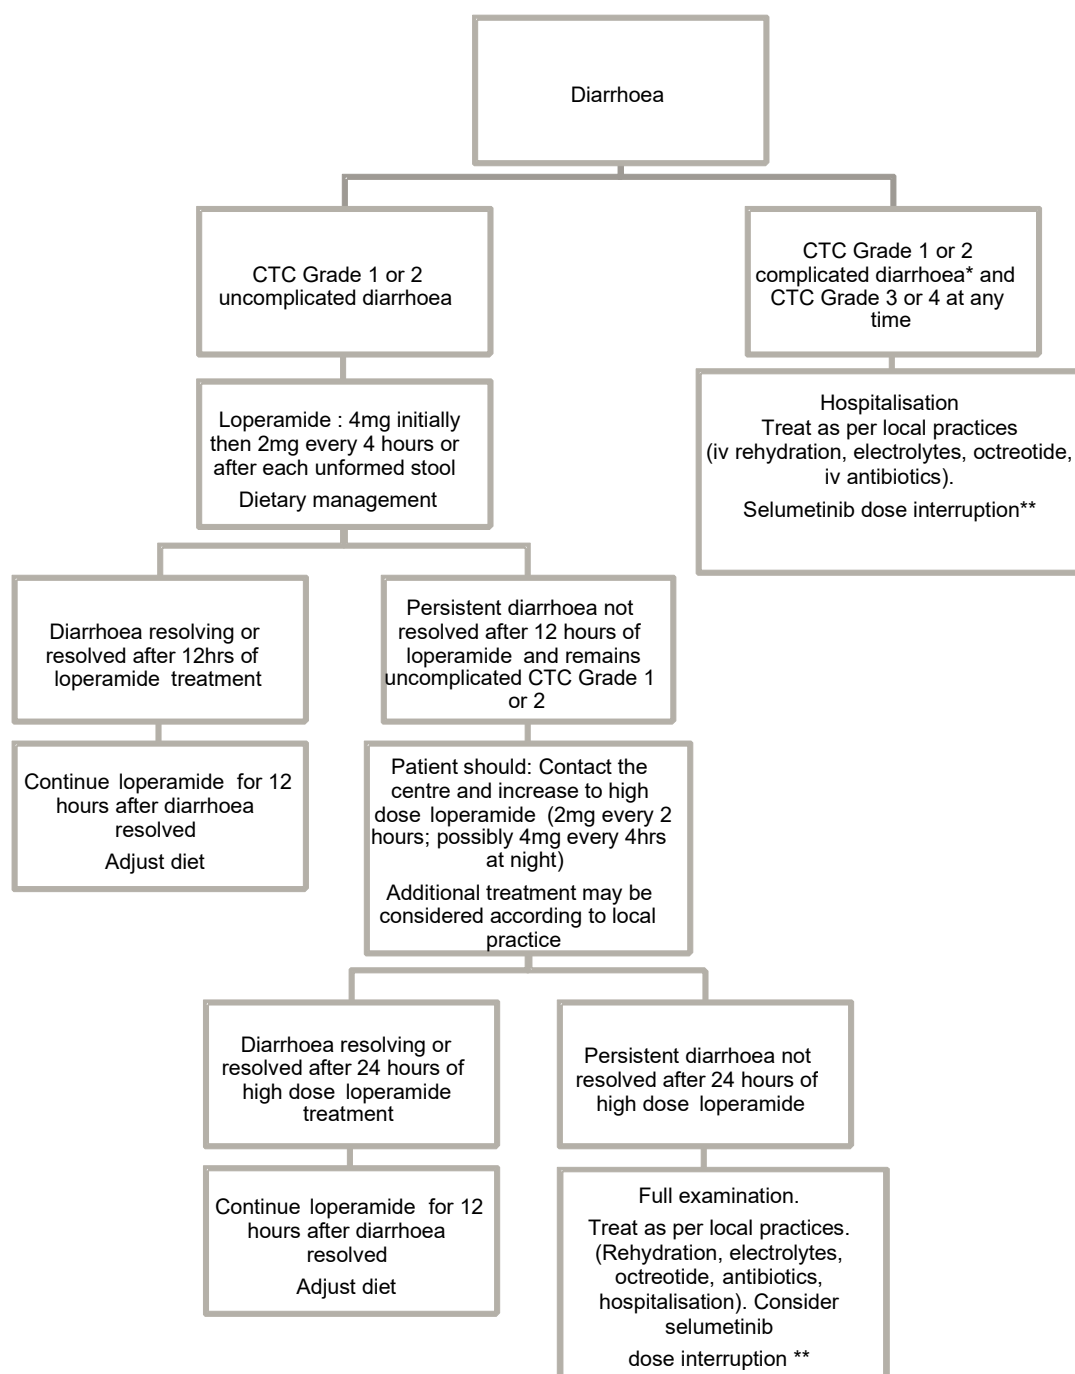 Diarrhoea
CTC Grade 1 or 2
uncomplicated diarrhoea
CTC Grade 1 or 2
complicated diarrhoea* and
CTC Grade 3 or 4 at any
time
Loperamide : 4mg initially
then 2mg every 4 hours or
after each unformed stool
Dietary management
Hospitalisation
Treat as per local practices
(iv rehydration, electrolytes, octreotide,
iv antibiotics).
Selumetinib dose interruption**
Diarrhoea resolving or
resolved after 12hrs of
loperamide treatment
Persistent diarrhoea not
resolved after 12 hours of
loperamide and remains
uncomplicated CTC Grade 1
or 2
Continue loperamide for 12
hours after diarrhoea
resolved
Adjust diet
Patient should: Contact the
centre and increase to high
dose loperamide (2mg every 2
hours; possibly 4mg every 4hrs
at night)
Additional treatment may be
considered according to local
practice
Diarrhoea resolving or
resolved after 24 hours of
high dose loperamide
treatment
Persistent diarrhoea not
resolved after 24 hours of
high dose loperamide
Continue loperamide for 12
hours after diarrhoea
resolved
Adjust diet
Full examination.
Treat as per local practices.
(Rehydration, electrolytes,
octreotide, antibiotics,
hospitalisation). Consider
selumetinib
dose interruption **